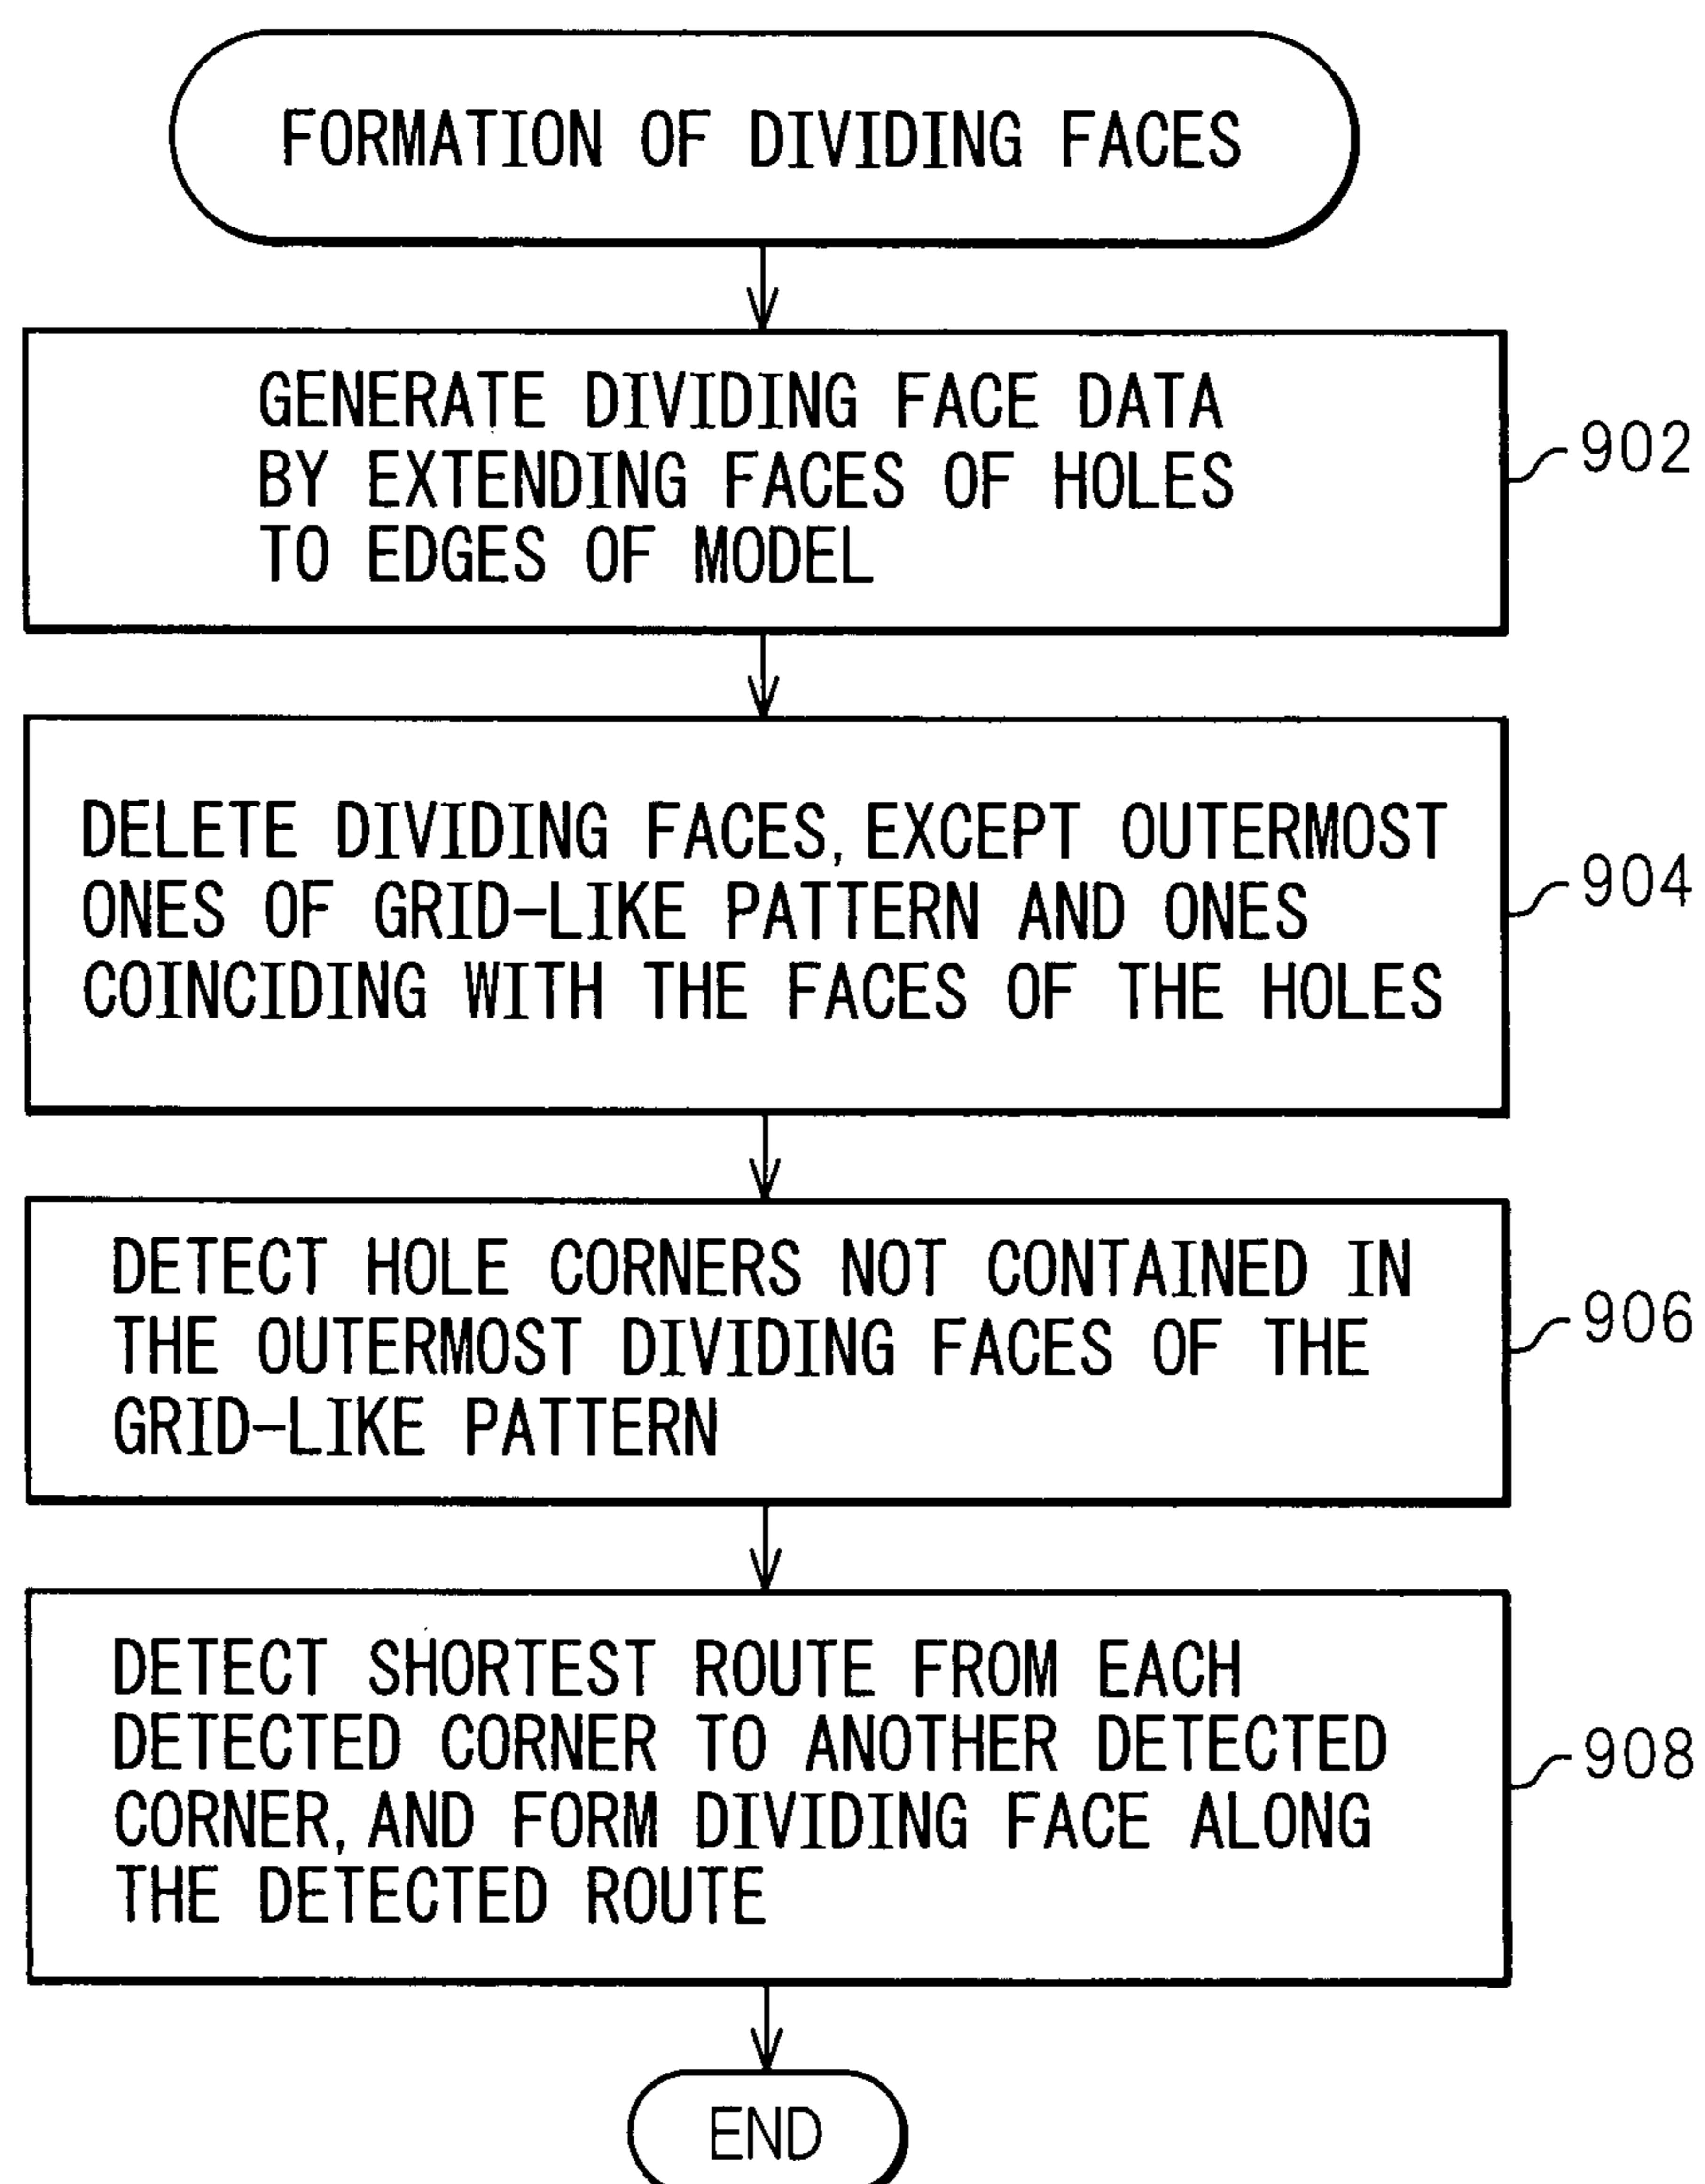 FORMATION OF DIVIDING FACES
GENERATE DIVIDING FACE DATA
BY EXTENDING FACES OF HOLES
TO EDGES OF MODEL
902
DELETE DIVIDING FACES, EXCEPT OUTERMOST
ONES OF GRID-LIKE PATTERN AND ONES
COINCIDING WITH THE FACES OF THE HOLES
904
DETECT HOLE CORNERS NOT CONTAINED IN
THE OUTERMOST DIVIDING FACES OF THE
GRID-LIKE PATTERN
906
DETECT SHORTEST ROUTE FROM EACH
DETECTED CORNER TO ANOTHER DETECTED
CORNER, AND FORM DIVIDING FACE ALONG
THE DETECTED ROUTE
908
END